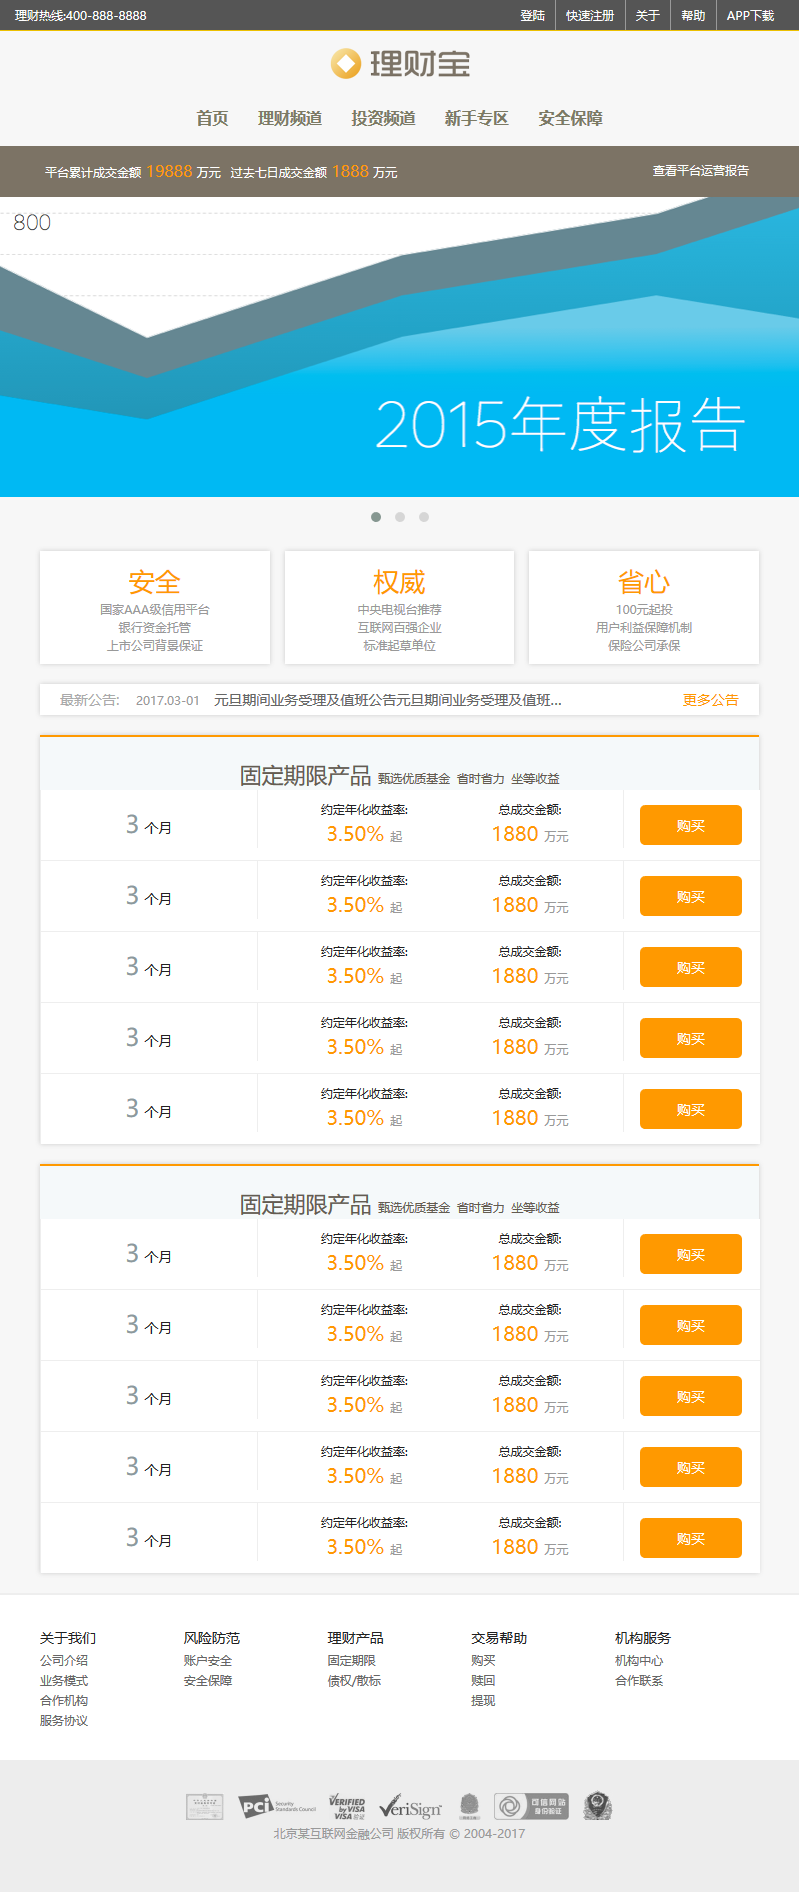 理财热线:400-888-8888 登陆 快速注册 关于 帮助 APP下载
理财宝
首页 理财频道 投资频道 新手专区 安全保障
平台累计成交金额 19888 万元 过去七日成交金额 1888 万元 查看平台运营报告
800
2015年度报告
安全
国家AAA级信用平台
银行资金托管
上市公司背景保证
权威
中央电视台推荐
互联网百强企业
标准起草单位
省心
100元起投
用户利益保障机制
保险公司承保
最新公告: 2017.03-01 元旦期间业务受理及值班公告元旦期间业务受理及值班... 更多公告
固定期限产品 甄选优质基金 省时省力 坐等收益
约定年化收益率: 总成交金额:
3 个月 3.50% 起 1880 万元 购买
约定年化收益率: 总成交金额:
3 个月 3.50% 起 1880 万元 购买
约定年化收益率: 总成交金额:
3 个月 3.50% 起 1880 万元 购买
约定年化收益率: 总成交金额:
3 个月 3.50% 起 1880 万元 购买
约定年化收益率: 总成交金额:
3 个月 3.50% 起 1880 万元 购买
固定期限产品 甄选优质基金 省时省力 坐等收益
约定年化收益率: 总成交金额:
3 个月 3.50% 起 1880 万元 购买
约定年化收益率: 总成交金额:
3 个月 3.50% 起 1880 万元 购买
约定年化收益率: 总成交金额:
3 个月 3.50% 起 1880 万元 购买
约定年化收益率: 总成交金额:
3 个月 3.50% 起 1880 万元 购买
约定年化收益率: 总成交金额:
3 个月 3.50% 起 1880 万元 购买
关于我们
公司介绍
业务模式
合作机构
服务协议
风险防范
账户安全
安全保障
理财产品
固定期限
债权/散标
交易帮助
购买
赎回
提现
机构服务
机构中心
合作联系
PCi Security
Standards Council
VERIFIED
by VISA
VISA 验证
VeriSign
可信网站
身份验证
北京某互联网金融公司 版权所有 © 2004-2017